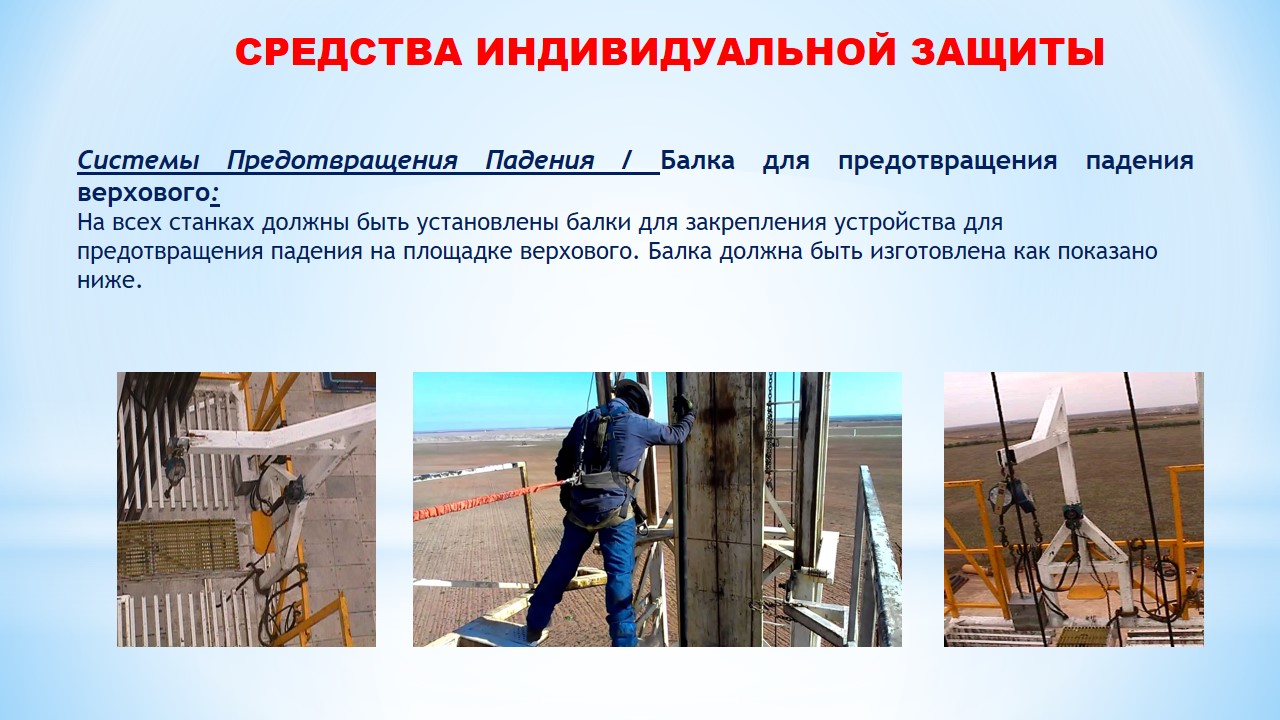 СРЕДСТВА ИНДИВИДУАЛЬНОЙ ЗАЩИТЫ
Системы Предотвращения Падения / Балка для предотвращения падения
верхового:
На всех станках должны быть установлены балки для закрепления устройства для
предотвращения падения на площадке верхового. Балка должна быть изготовлена как показано
ниже.